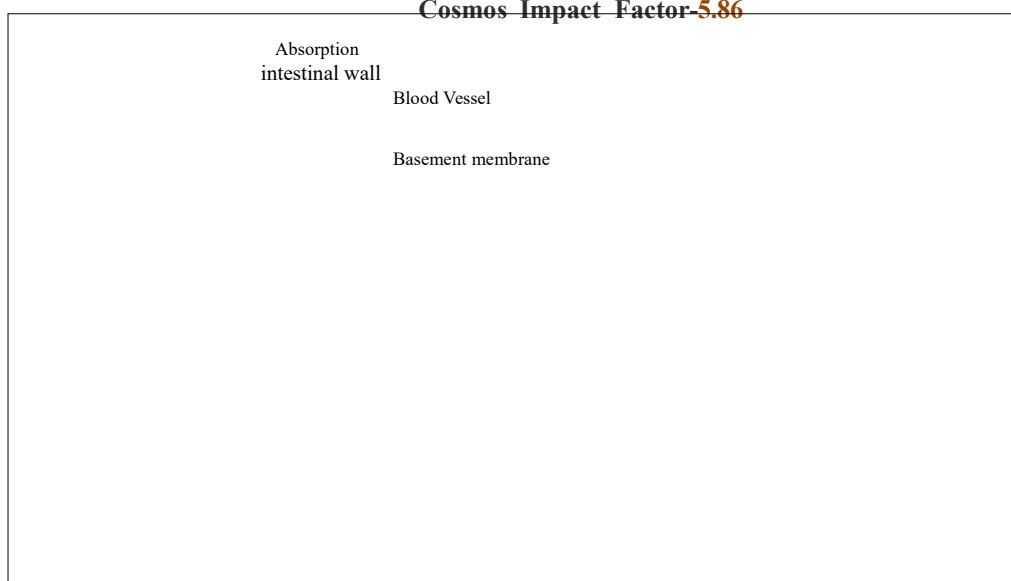 Cosmos Impact Factor-5.86
Absorption
intestinal wall
Blood Vessel
Basement membrane